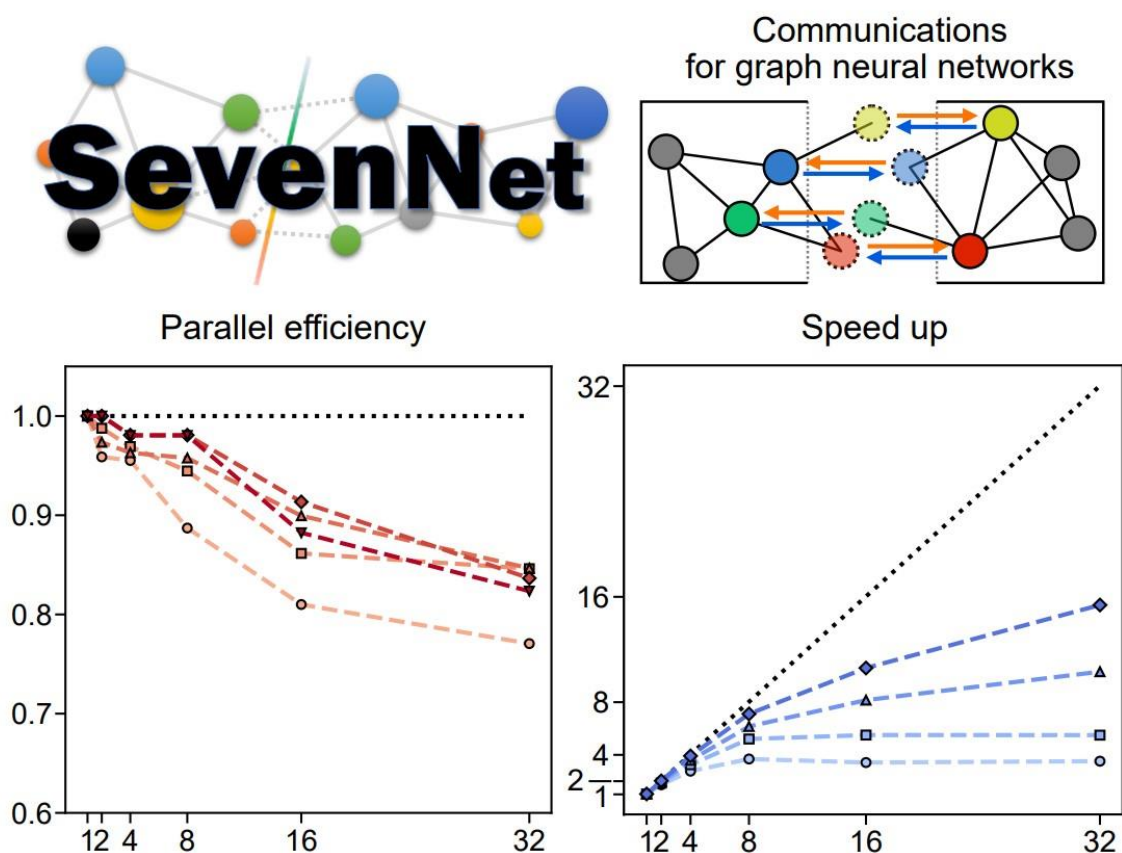 SevenNet
Communications
for graph neural networks
Parallel efficiency
1.0
0.9
0.8
0.7
0.6
1 2 4 8 16 32
Speed up
32
16
8
4
2
1
1 2 4 8 16 32